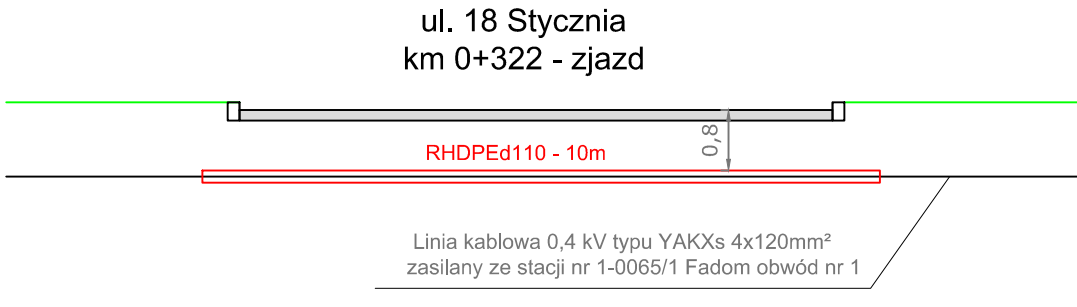 ul. 18 Stycznia
km 0+322 - zjazd
RHDPEd110 - 10m
0,8
Linia kablowa 0,4 kV typu YAKXs 4x120mm²
zasilany ze stacji nr 1-0065/1 Fadom obwód nr 1